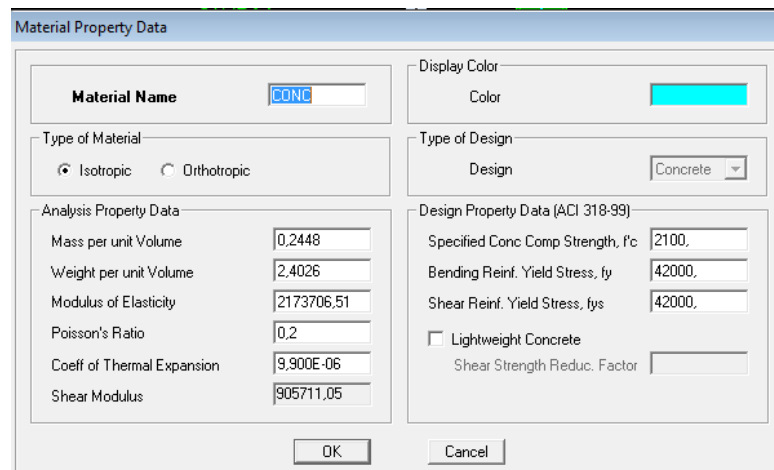 Material Property Data
Material Name CONC
Display Color
Color
Type of Material
Isotropic Orthotropic
Type of Design
Design Concrete
Analysis Property Data
Mass per unit Volume 0,2448
Weight per unit Volume 2,4026
Modulus of Elasticity 2173706,51
Poisson's Ratio 0,2
Coeff of Thermal Expansion 9,900E-06
Shear Modulus 905711,05
Design Property Data (ACI 318-99)
Specified Conc Comp Strength, f'c 2100,
Bending Reinf. Yield Stress, fy 42000,
Shear Reinf. Yield Stress, fys 42000,
Lightweight Concrete
Shear Strength Reduc. Factor
OK Cancel